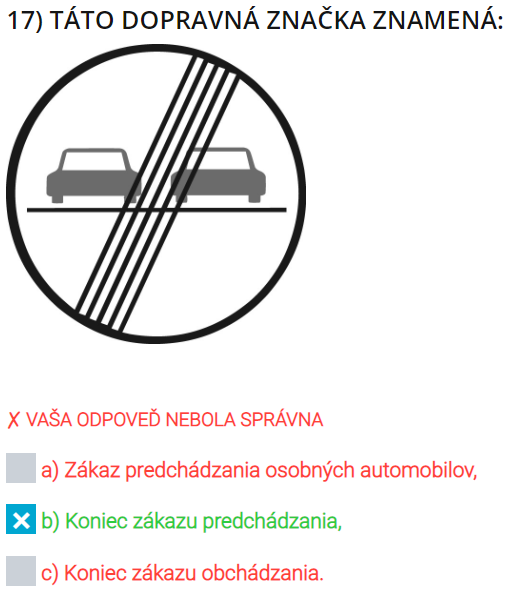 17) TÁTO DOPRAVNÁ ZNAČKA ZNAMENÁ:
✗ VAŠA ODPOVEĎ NEBOLA SPRÁVNA
a) Zákaz predchádzania osobných automobilov,
b) Koniec zákazu predchádzania,
c) Koniec zákazu obchádzania.